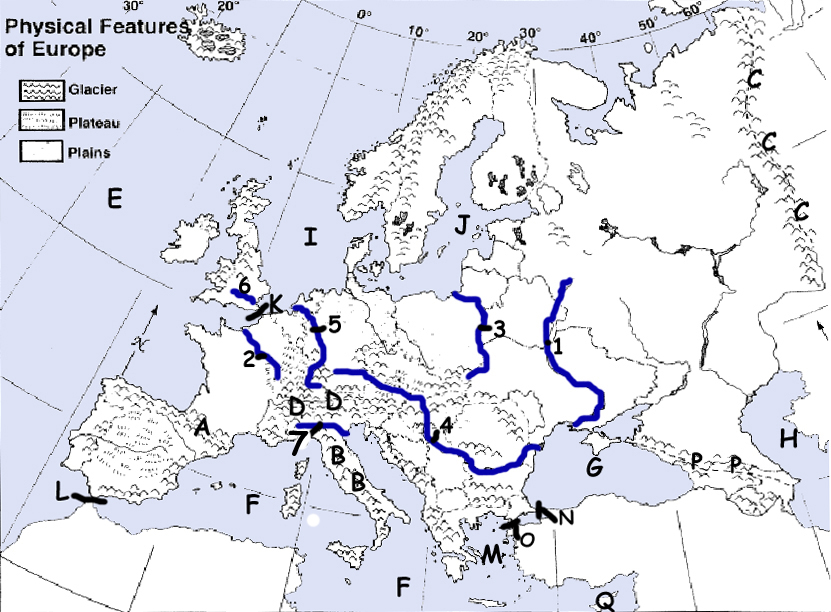 30° 20° 0° 10° 20° 30° 40° 50° 60°
Physical Features
of Europe
Glacier
Plateau
Plains
C
C
C
E
I
J
6
K
5
3
1
2
D D
A
4
7
B
B
H
G
P P
L
F
N
O
M
F
Q